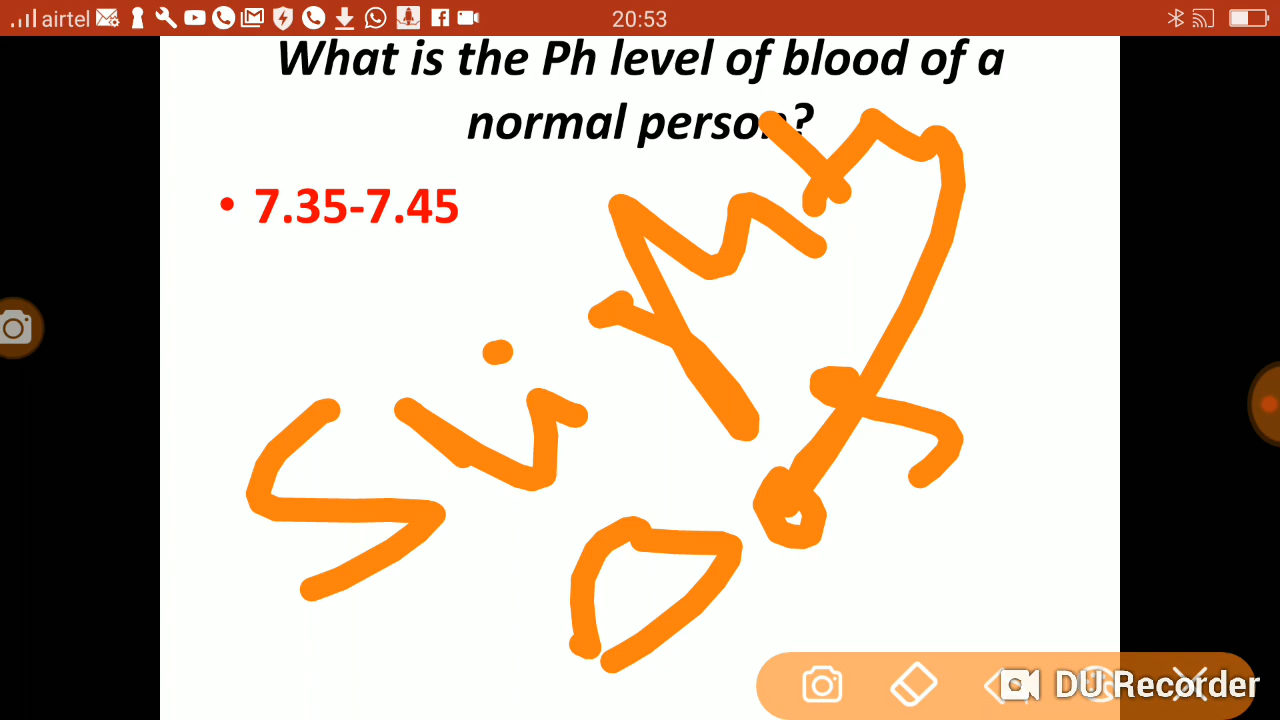 airtel 20:53
What is the Ph level of blood of a
normal person?
• 7.35-7.45
DU Recorder